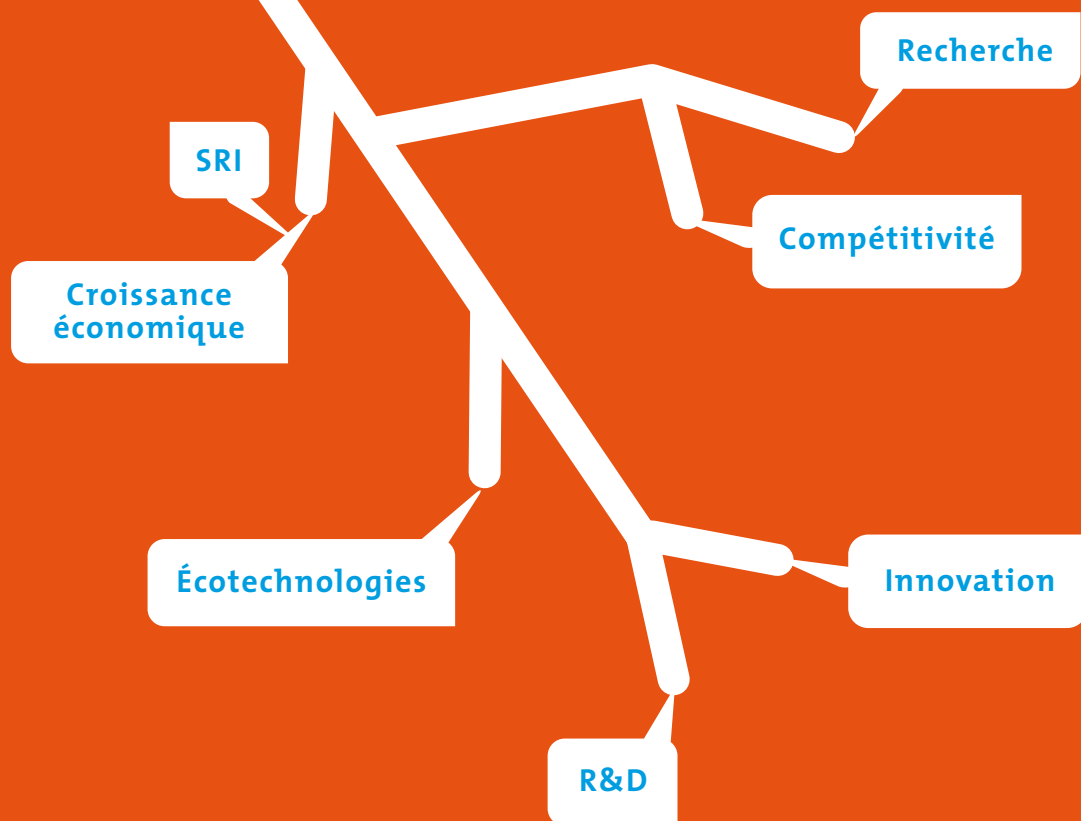 Recherche
SRI
Compétitivité
Croissance
économique
Écotechnologies
Innovation
R&D